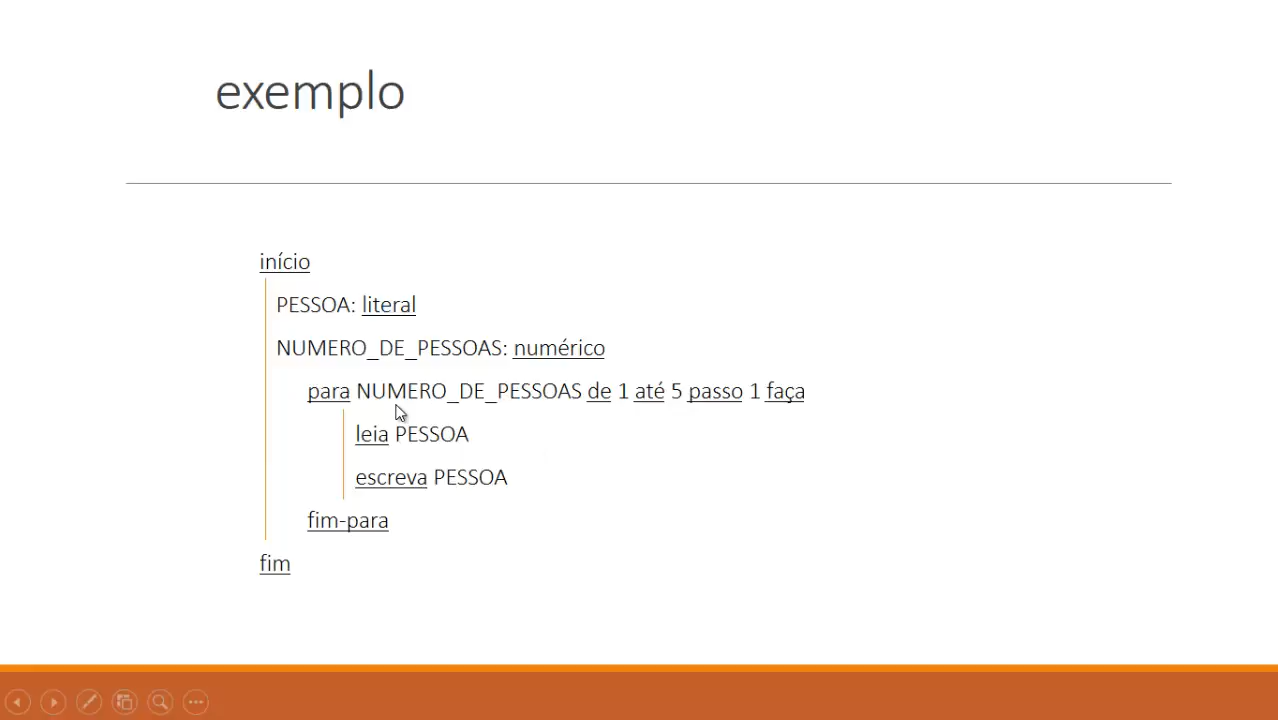 exemplo
início
PESSOA: literal
NUMERO_DE_PESSOAS: numérico
para NUMERO_DE_PESSOAS de 1 até 5 passo 1 faça
leia PESSOA
escreva PESSOA
fim-para
fim